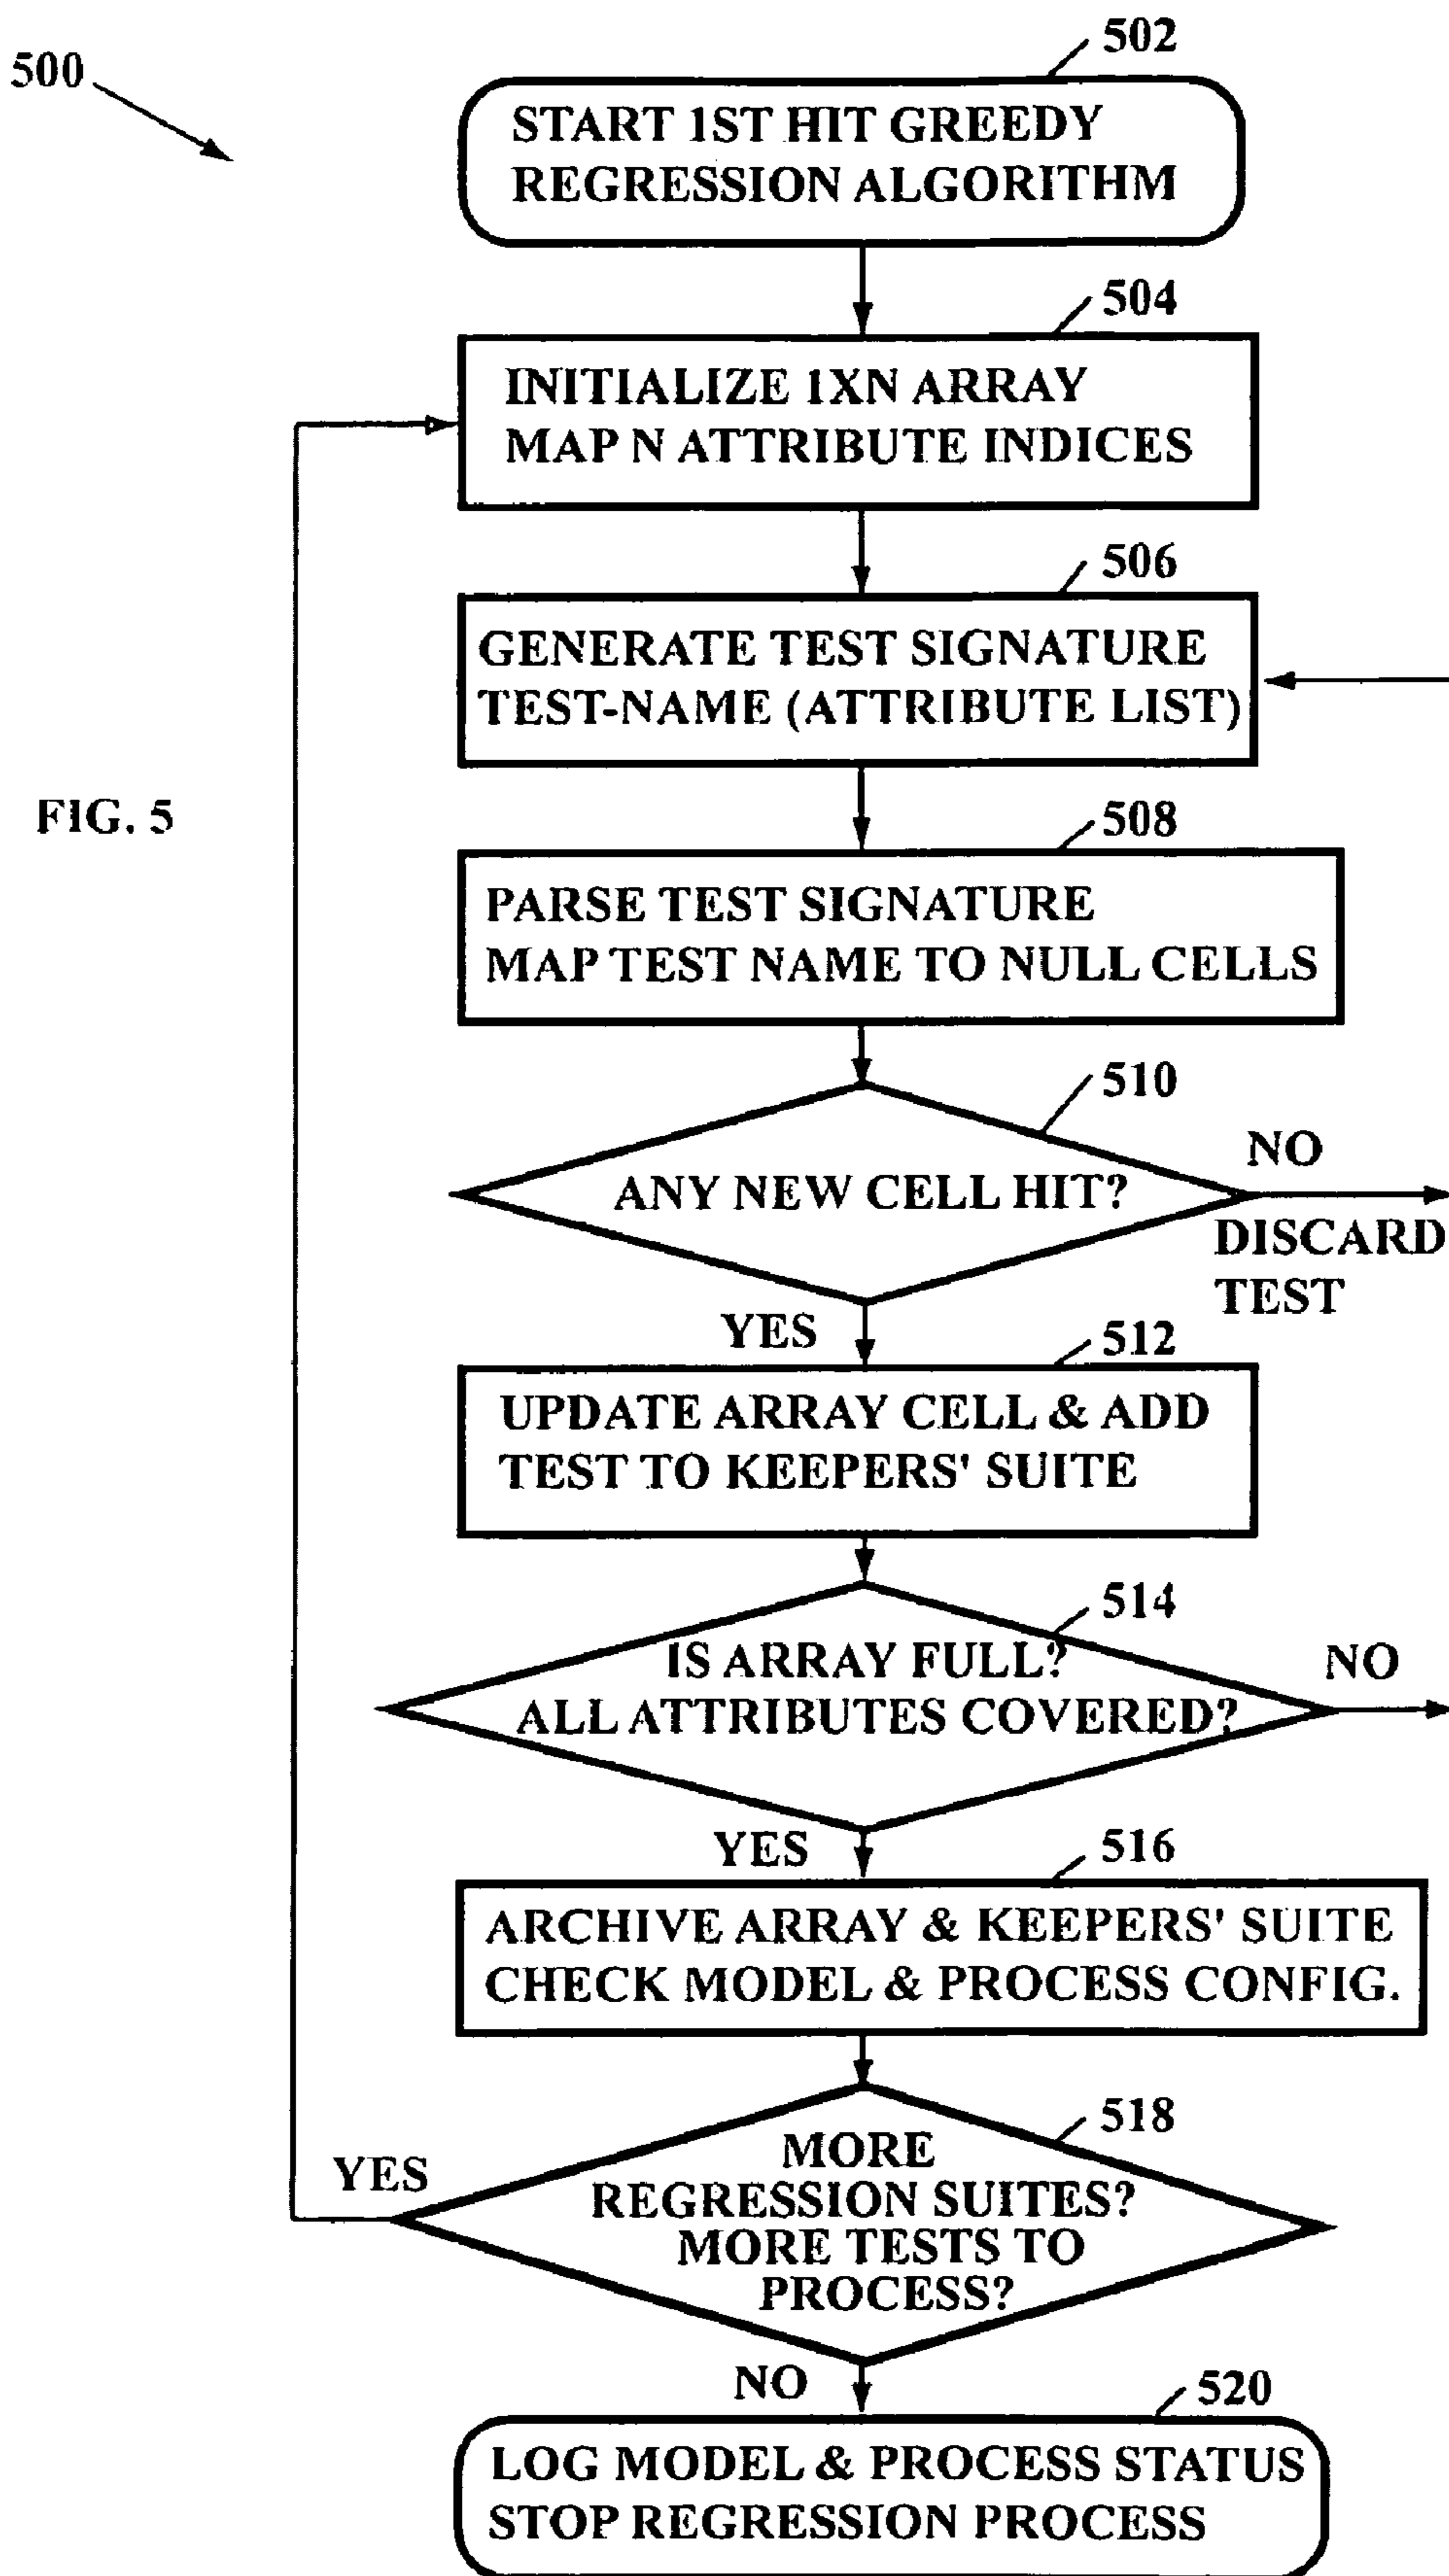 502
500
START 1ST HIT GREEDY
REGRESSION ALGORITHM
504
INITIALIZE 1XN ARRAY
MAP N ATTRIBUTE INDICES
506
GENERATE TEST SIGNATURE
TEST-NAME (ATTRIBUTE LIST)
FIG. 5
508
PARSE TEST SIGNATURE
MAP TEST NAME TO NULL CELLS
510
NO
ANY NEW CELL HIT?
DISCARD
TEST
YES
512
UPDATE ARRAY CELL & ADD
TEST TO KEEPERS' SUITE
514
IS ARRAY FULL?
NO
ALL ATTRIBUTES COVERED?
YES
516
ARCHIVE ARRAY & KEEPERS' SUITE
CHECK MODEL & PROCESS CONFIG.
518
MORE
YES
REGRESSION SUITES?
MORE TESTS TO
PROCESS?
NO
520
LOG MODEL & PROCESS STATUS
STOP REGRESSION PROCESS